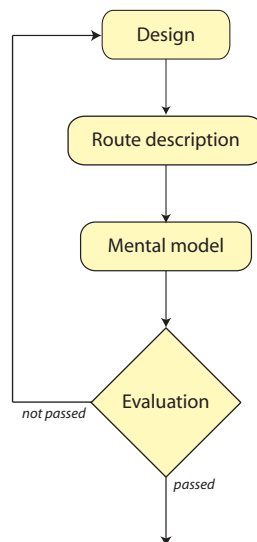 Design
Route description
Mental model
Evaluation
not passed
passed